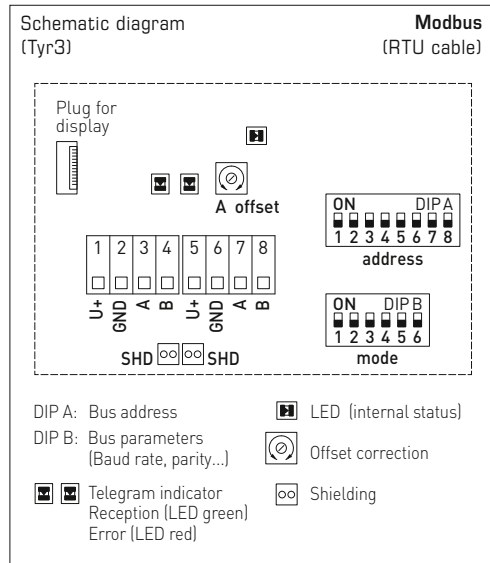 Schematic diagram
(Tyr3)
Modbus
(RTU cable)
Plug for
display
A offset
ON DIP A
1 2 3 4 5 6 7 8
address
1 2 3 4 5 6 7 8
U+ GND A B U+ GND A B
SHD SHD
ON DIP B
1 2 3 4 5 6
mode
DIP A: Bus address
DIP B: Bus parameters
(Baud rate, parity...)
Telegram indicator
Reception (LED green)
Error (LED red)
LED (internal status)
Offset correction
Shielding